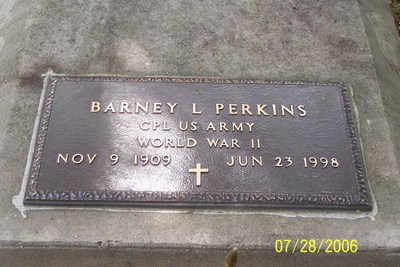 BARNEY L PERKINS
CPL US ARMY
WORLD WAR II
NOV 9 1909 JUN 23 1998
07/28/2006